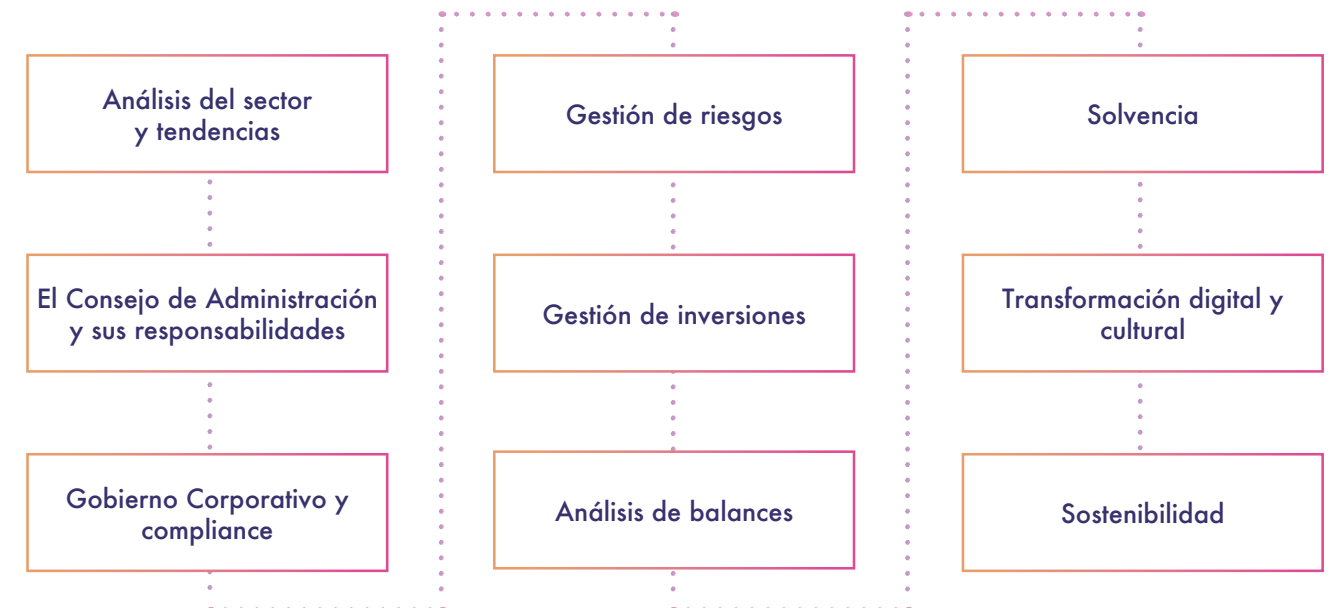 Análisis del sector
y tendencias
El Consejo de Administración
y sus responsabilidades
Gobierno Corporativo y
compliance
Gestión de riesgos
Gestión de inversiones
Análisis de balances
Solvencia
Transformación digital y
cultural
Sostenibilidad